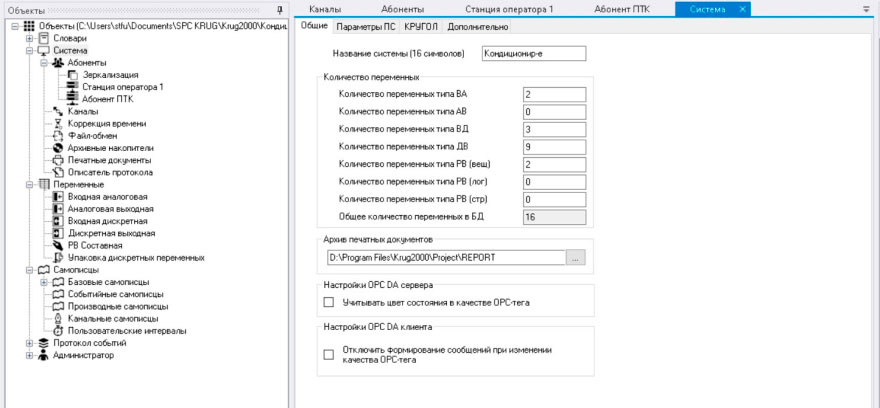 Объекты
Объекты (C:\Users\stfu\Documents\SPC KRUG\Krug2000\Кондиц
Словари
Система
Абоненты
Зеркализация
Станция оператора 1
Абонент ПТК
Каналы
Коррекция времени
Файл-обмен
Архивные накопители
Печатные документы
Описатель протокола
Переменные
Входная аналоговая
Аналоговая выходная
Входная дискретная
Дискретная выходная
РВ Составная
Упаковка дискретных переменных
Самописцы
Базовые самописцы
Событийные самописцы
Производные самописцы
Канальные самописцы
Пользовательские интервалы
Протокол событий
Администратор
Каналы Абоненты Станция оператора 1 Абонент ПТК Система
Общие Параметры ПС КРУГОЛ Дополнительно
Название системы (16 символов) Кондиционир-е
Количество переменных
Количество переменных типа ВА 2
Количество переменных типа АВ 0
Количество переменных типа ВД 3
Количество переменных типа ДВ 9
Количество переменных типа РВ (вещ) 2
Количество переменных типа РВ (лог) 0
Количество переменных типа РВ (стр) 0
Общее количество переменных в БД 16
Архив печатных документов
D:\Program Files\Krug2000\Project\REPORT ...
Настройки OPC DA сервера
Учитывать цвет состояния в качестве OPC-тега
Настройки OPC DA клиента
Отключить формирование сообщений при изменении
качества OPC-тега